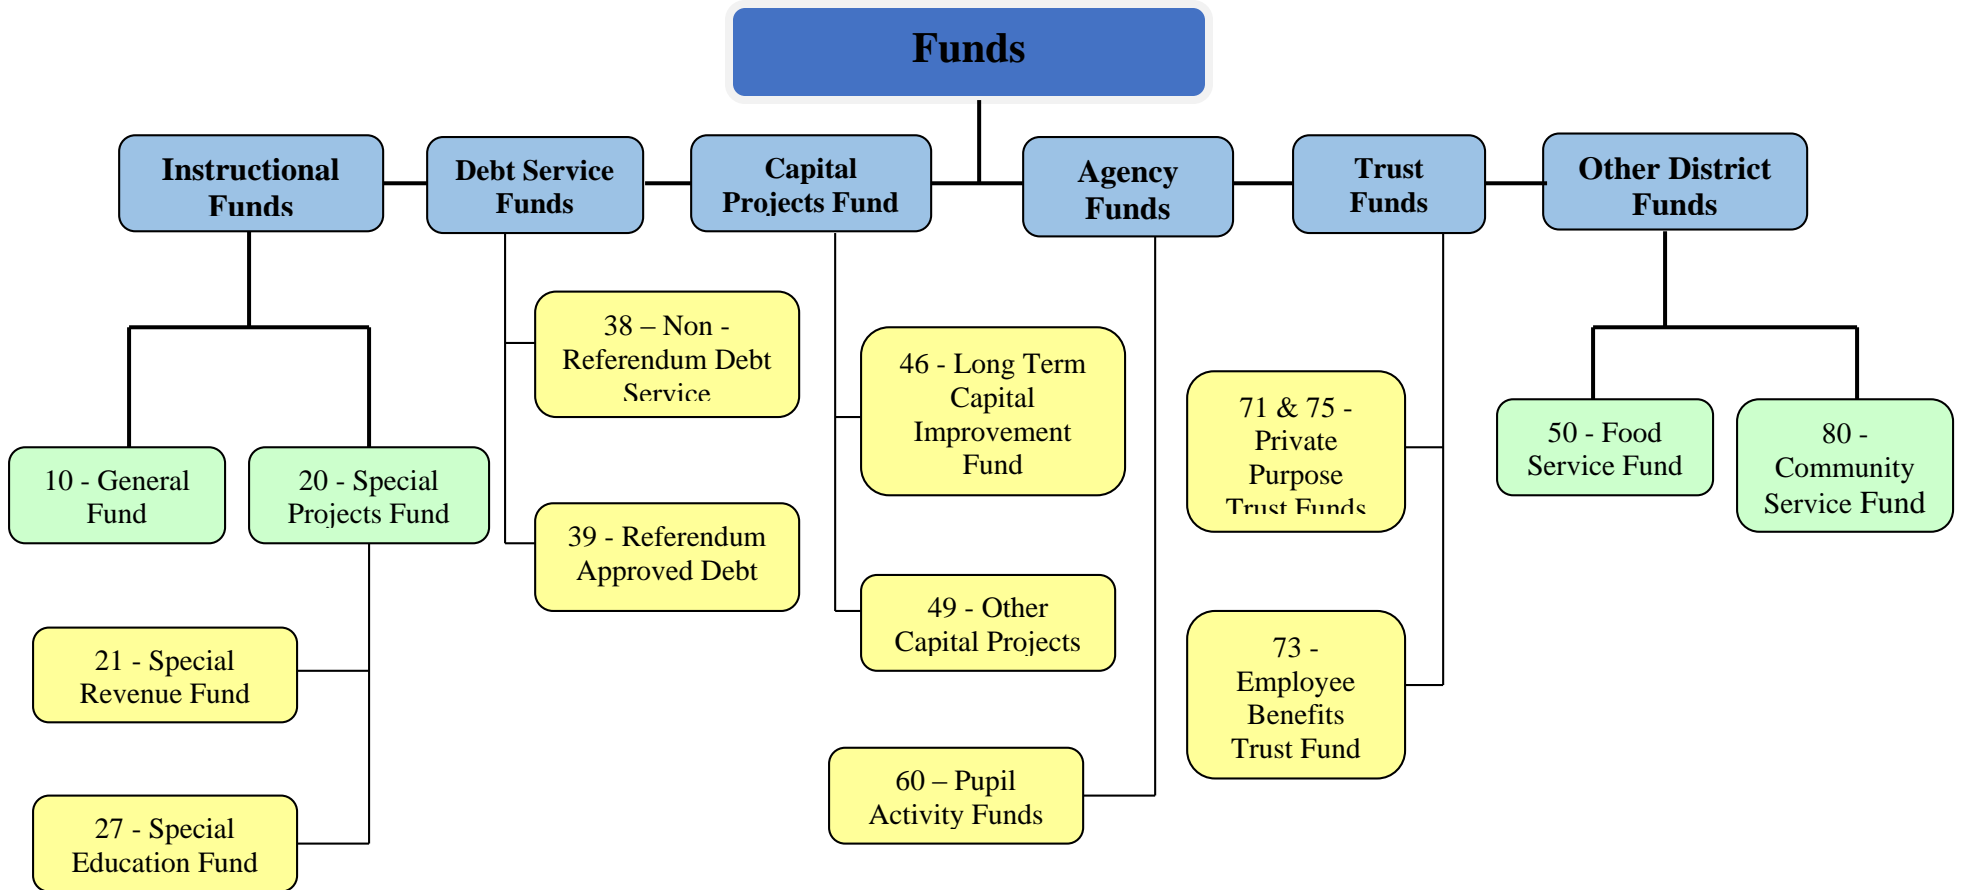 Funds
Instructional
Funds
Debt Service
Funds
Capital
Projects Fund
Agency
Funds
Trust
Funds
Other District
Funds
38 – Non -
Referendum Debt
Service
46 - Long Term
Capital
Improvement
Fund
71 & 75 -
Private
Purpose
Trust Funds
50 - Food
Service Fund
80 -
Community
Service Fund
10 - General
Fund
20 - Special
Projects Fund
39 - Referendum
Approved Debt
49 - Other
Capital Projects
73 -
Employee
Benefits
Trust Fund
21 - Special
Revenue Fund
60 – Pupil
Activity Funds
27 - Special
Education Fund